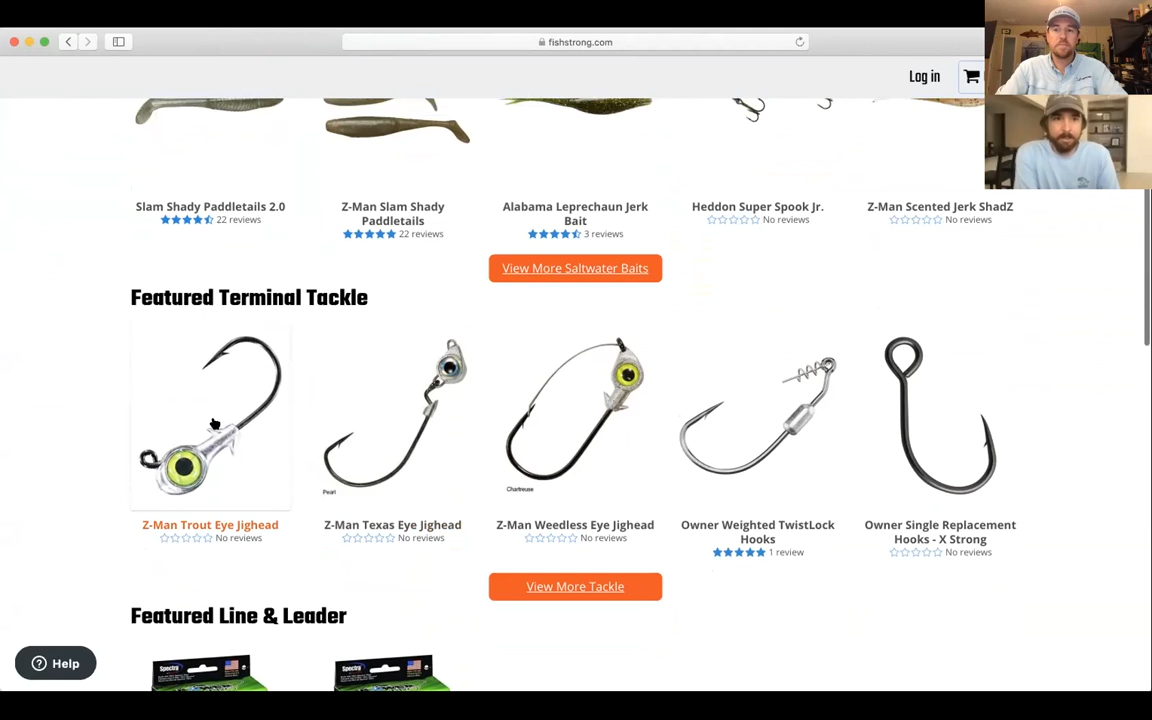 fishstrong.com
Log in
Slam Shady Paddletails 2.0
22 reviews
Z-Man Slam Shady
Paddletails
22 reviews
Alabama Leprechaun Jerk
Bait
3 reviews
Heddon Super Spook Jr.
No reviews
Z-Man Scented Jerk ShadZ
No reviews
View More Saltwater Baits
Featured Terminal Tackle
Pearl
Chartreuse
Z-Man Trout Eye Jighead
No reviews
Z-Man Texas Eye Jighead
No reviews
Z-Man Weedless Eye Jighead
No reviews
Owner Weighted TwistLock
Hooks
1 review
Owner Single Replacement
Hooks - X Strong
No reviews
View More Tackle
Featured Line & Leader
Spectra
Spectra
Help